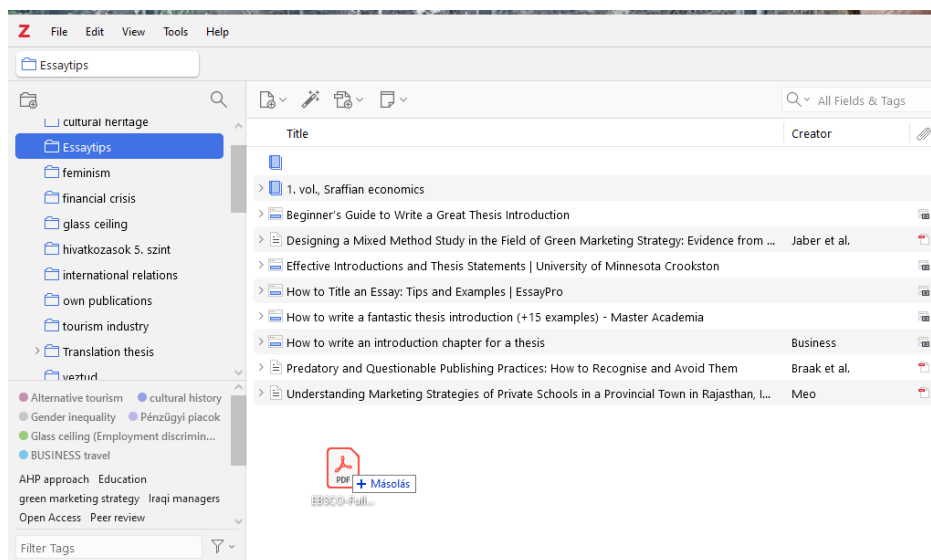 Z File Edit View Tools Help
Essaytips
All Fields & Tags
Title Creator
cultural heritage
Essaytips
feminism
financial crisis
glass ceiling
hivatkozasok 5. szint
international relations
own publications
tourism industry
Translation thesis
veztud
1. vol., Sraffian economics
Beginner's Guide to Write a Great Thesis Introduction
Designing a Mixed Method Study in the Field of Green Marketing Strategy: Evidence from ... Jaber et al.
Effective Introductions and Thesis Statements | University of Minnesota Crookston
How to Title an Essay: Tips and Examples | EssayPro
How to write a fantastic thesis introduction (+15 examples) - Master Academia
How to write an introduction chapter for a thesis Business
Predatory and Questionable Publishing Practices: How to Recognise and Avoid Them Braak et al.
Understanding Marketing Strategies of Private Schools in a Provincial Town in Rajasthan, I... Meo
PDF
+ Másolás
EBSCO-Full...
Alternative tourism cultural history
Gender inequality Pénzügyi piacok
Glass ceiling (Employment discrimin...
BUSINESS travel
AHP approach Education
green marketing strategy Iraqi managers
Open Access Peer review
Filter Tags